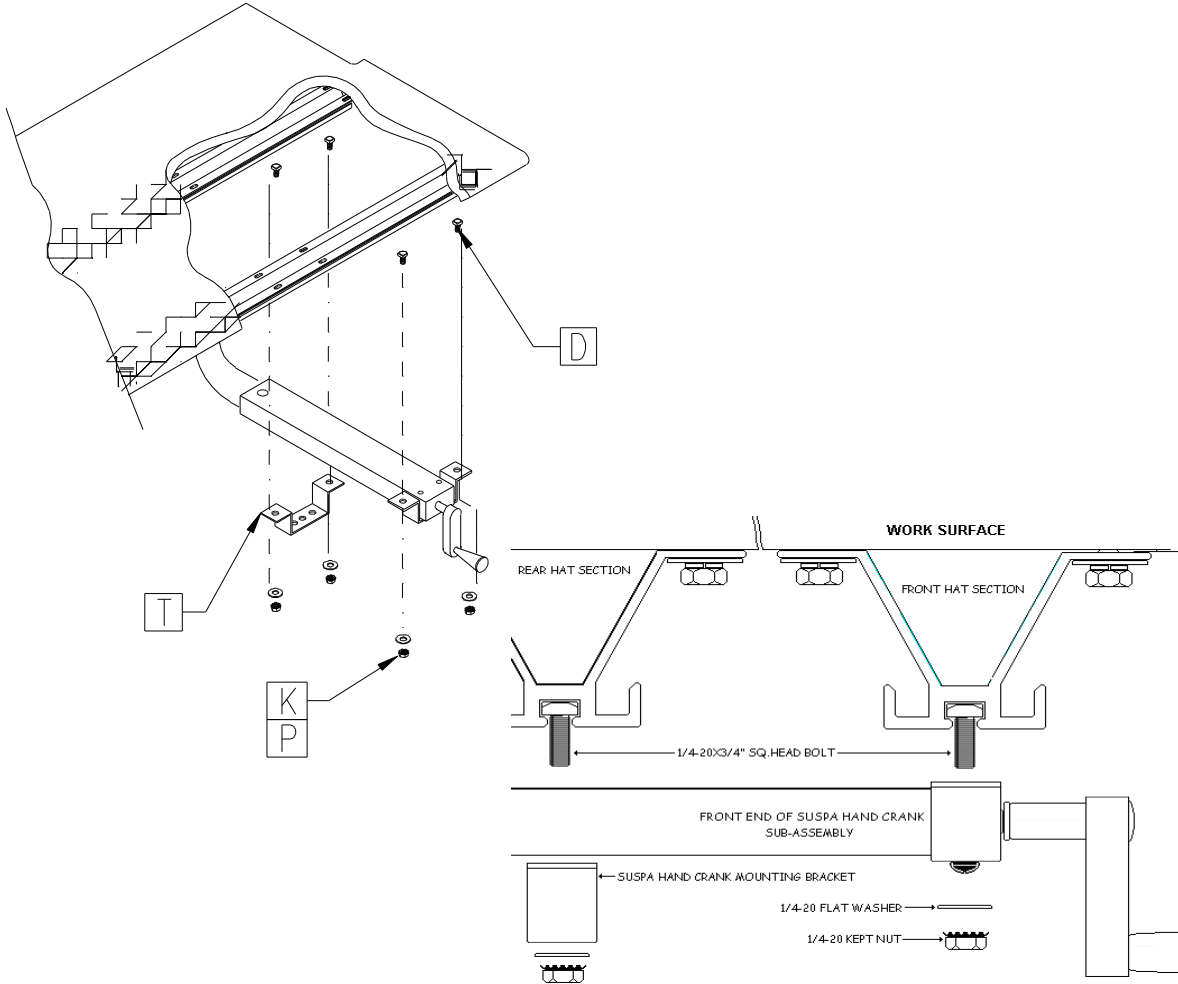 D
T
K
P
WORK SURFACE
REAR HAT SECTION
FRONT HAT SECTION
1/4-20X3/4" SQ.HEAD BOLT
FRONT END OF SUSPA HAND CRANK
SUB-ASSEMBLY
SUSPA HAND CRANK MOUNTING BRACKET
1/4-20 FLAT WASHER
1/4-20 KEPT NUT